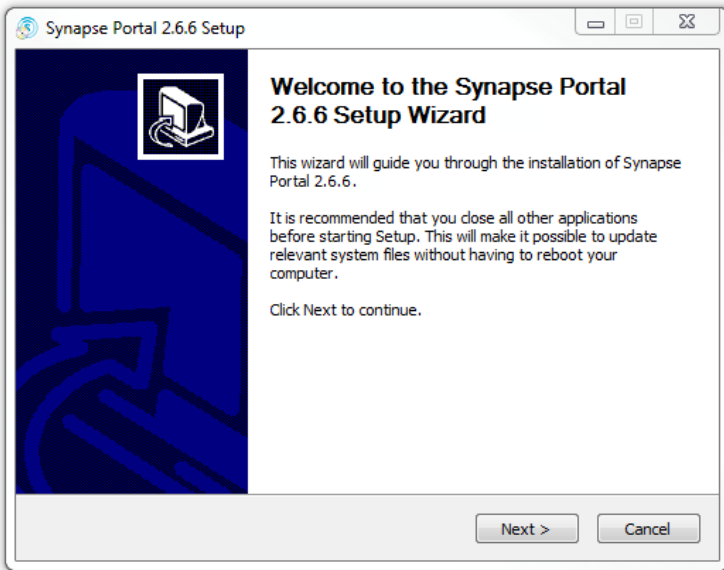 Synapse Portal 2.6.6 Setup
Welcome to the Synapse Portal
2.6.6 Setup Wizard
This wizard will guide you through the installation of Synapse
Portal 2.6.6.
It is recommended that you close all other applications
before starting Setup. This will make it possible to update
relevant system files without having to reboot your
computer.
Click Next to continue.
Next >
Cancel